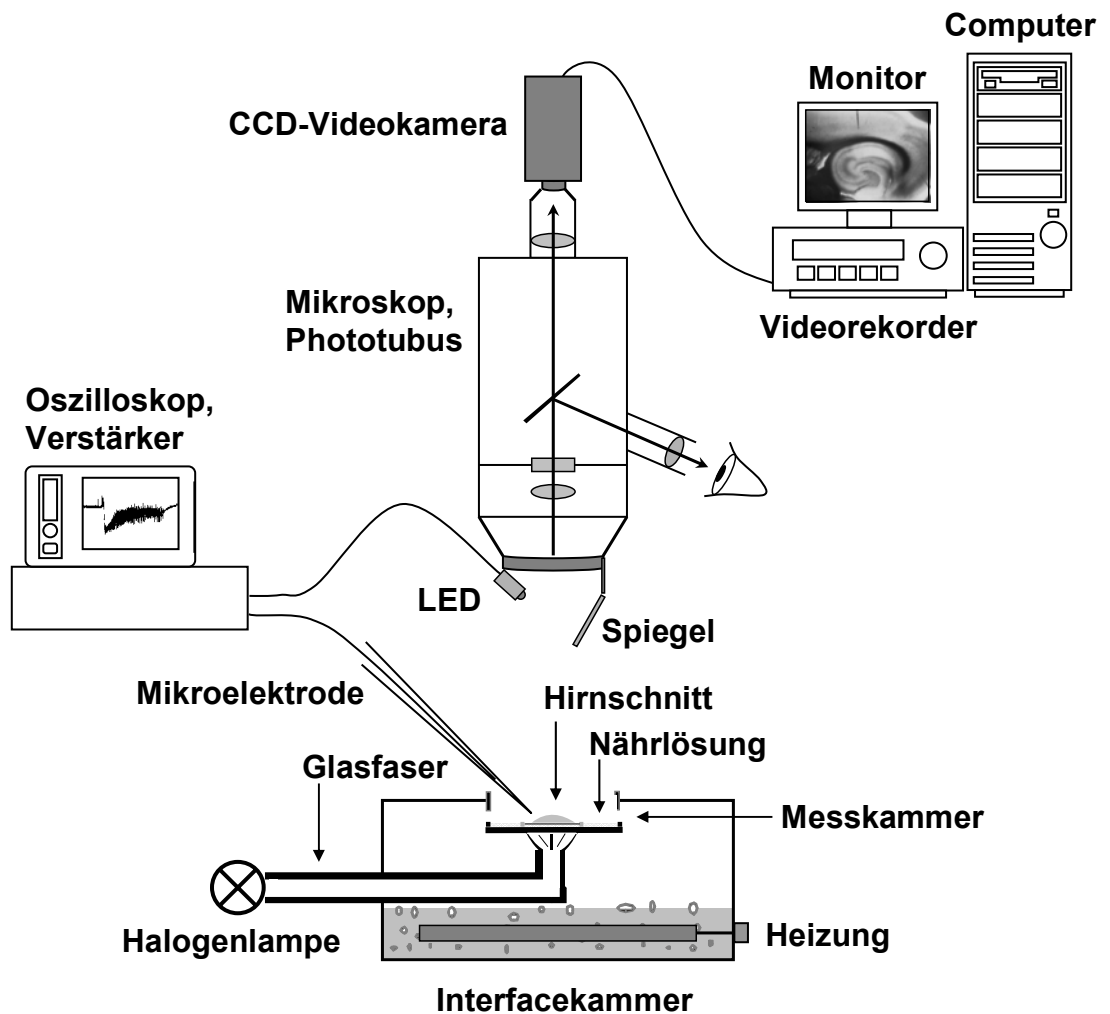 Computer
Monitor
CCD-Videokamera
Mikroskop,
Phototubus
Videorekorder
Oszilloskop,
Verstärker
LED
Spiegel
Mikroelektrode
Hirnschnitt
Nährlösung
Glasfaser
Messkammer
Halogenlampe
Heizung
Interfacekammer